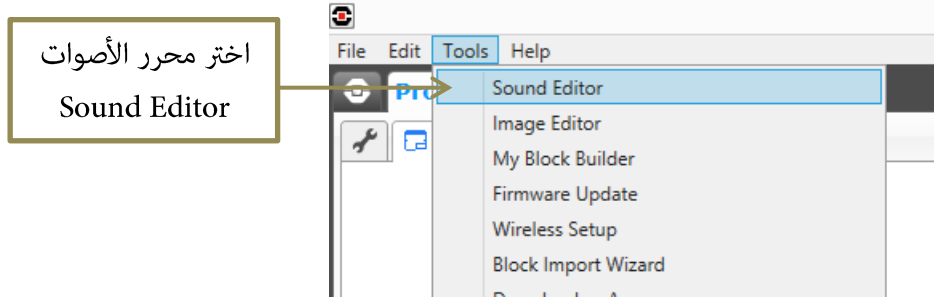 اختر محرر الأصوات
Sound Editor
File Edit Tools Help
Sound Editor
Image Editor
My Block Builder
Firmware Update
Wireless Setup
Block Import Wizard